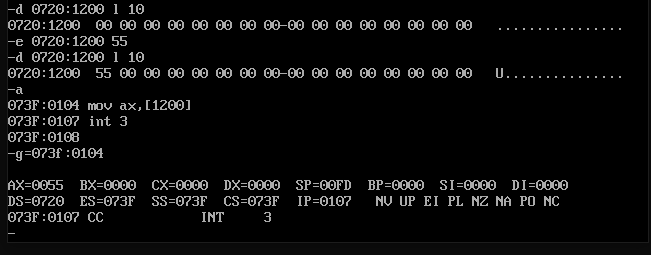 -d 0720:1200 l 10
0720:1200  00 00 00 00 00 00 00 00-00 00 00 00 00 00 00 00   ................
-e 0720:1200 55
-d 0720:1200 l 10
0720:1200  55 00 00 00 00 00 00 00-00 00 00 00 00 00 00 00   U...............
-a
073F:0104 mov ax,[1200]
073F:0107 int 3
073F:0108
-g=073f:0104
AX=0055  BX=0000  CX=0000  DX=0000  SP=00FD  BP=0000  SI=0000  DI=0000
DS=0720  ES=073F  SS=073F  CS=073F  IP=0107   NV UP EI PL NZ NA PO NC
073F:0107 CC            INT     3
-